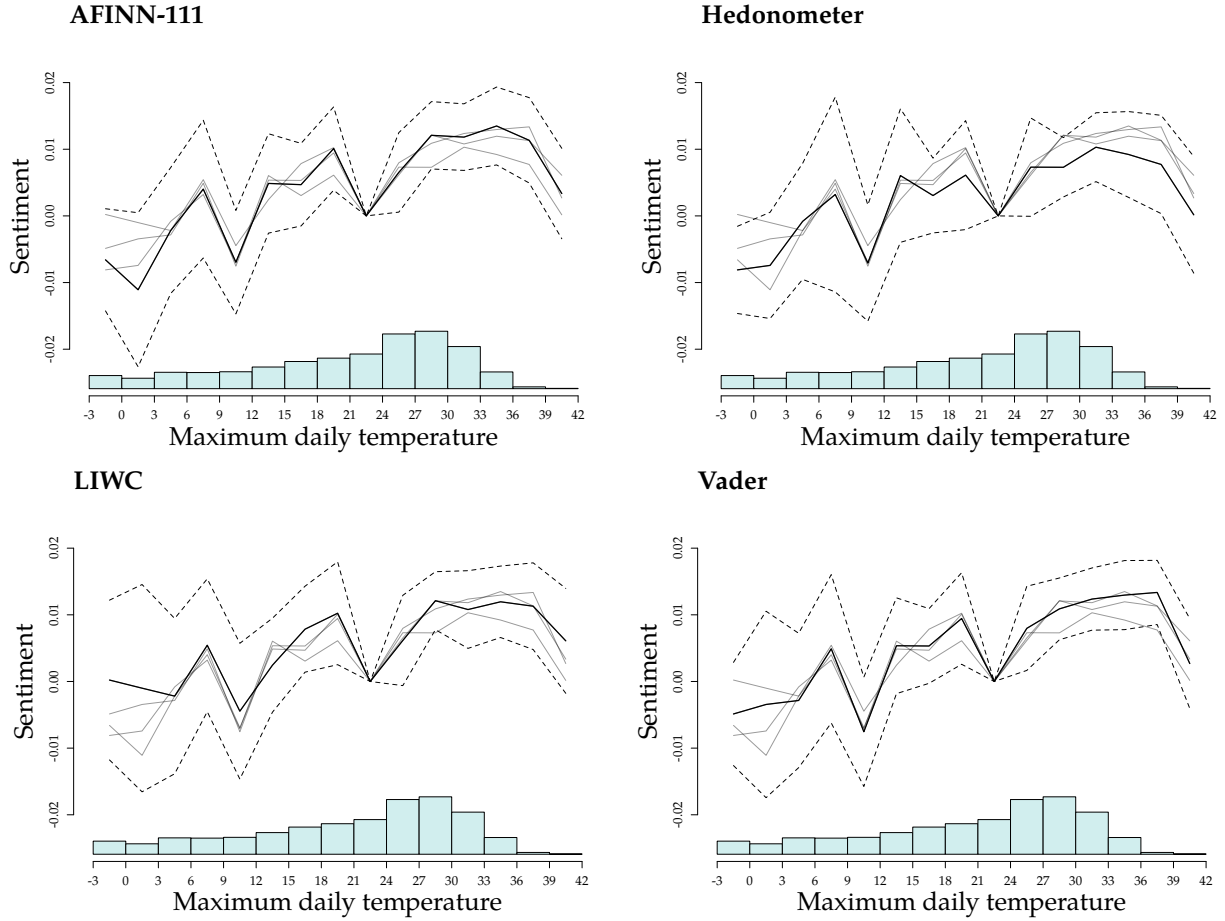 AFINN-111
Hedonometer
0.02
0.01
0.00
-0.01
-0.02
Sentiment
-3 0 3 6 9 12 15 18 21 24 27 30 33 36 39 42
Maximum daily temperature
0.02
0.01
0.00
-0.01
-0.02
Sentiment
-3 0 3 6 9 12 15 18 21 24 27 30 33 36 39 42
Maximum daily temperature
LIWC
Vader
0.02
0.01
0.00
-0.01
-0.02
Sentiment
-3 0 3 6 9 12 15 18 21 24 27 30 33 36 39 42
Maximum daily temperature
0.02
0.01
0.00
-0.01
-0.02
Sentiment
-3 0 3 6 9 12 15 18 21 24 27 30 33 36 39 42
Maximum daily temperature